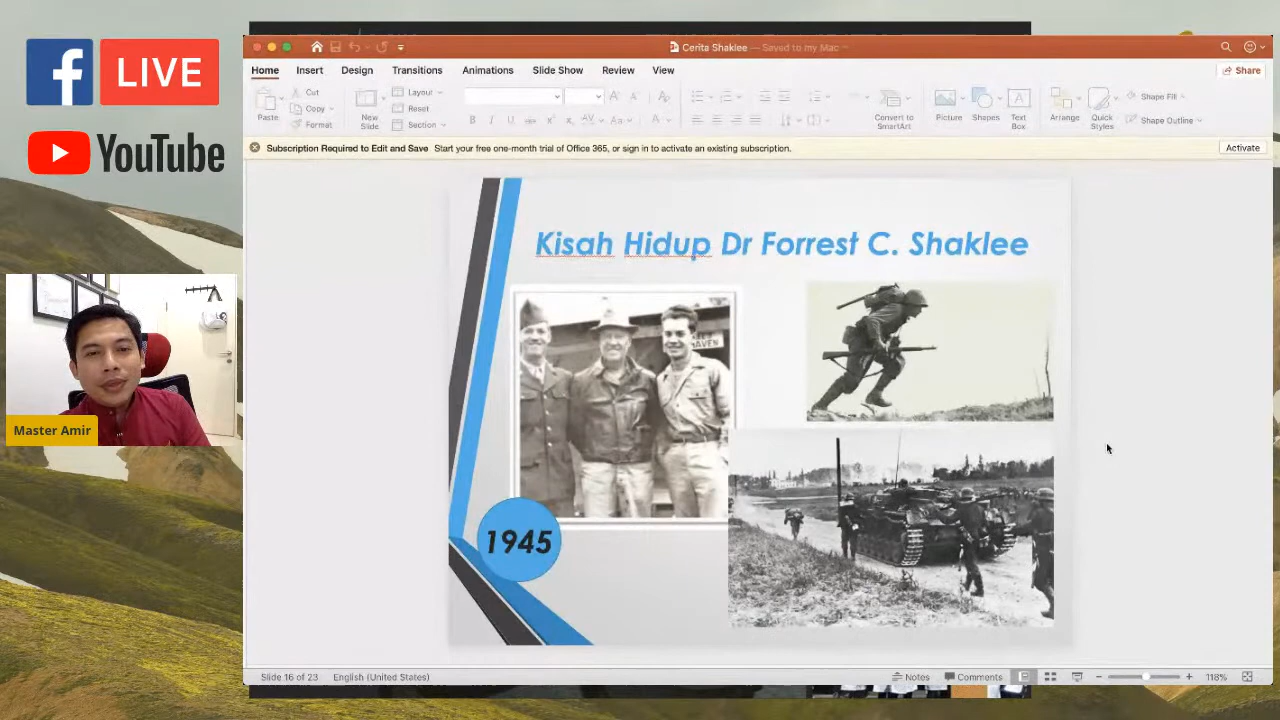 LIVE
YouTube
Master Amir
Cerita Shaklee — Saved to my Mac
Home Insert Design Transitions Animations Slide Show Review View
Share
Paste
Cut
Copy
Format
New Slide
Layout
Reset
Section
B I U
Convert to SmartArt
Picture
Shapes
Text Box
Arrange
Quick Styles
Shape Fill
Shape Outline
Subscription Required to Edit and Save Start your free one-month trial of Office 365, or sign in to activate an existing subscription.
Activate
Kisah Hidup Dr Forrest C. Shaklee
HAVEN
1945
Slide 16 of 23 English (United States)
Notes Comments
118%